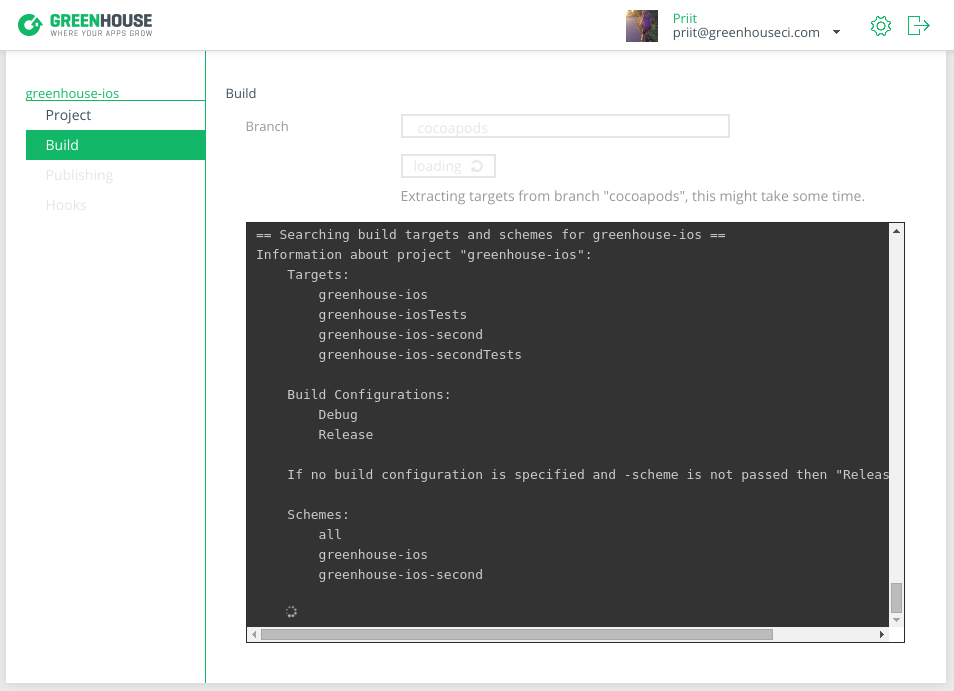 GREENHOUSE
WHERE YOUR APPS GROW
Priit
priit@greenhouseci.com
greenhouse-ios
Project
Build
Publishing
Hooks
Build
Branch
cocoapods
loading
Extracting targets from branch "cocoapods", this might take some time.
== Searching build targets and schemes for greenhouse-ios ==
Information about project "greenhouse-ios":
Targets:
greenhouse-ios
greenhouse-iosTests
greenhouse-ios-second
greenhouse-ios-secondTests
Build Configurations:
Debug
Release
If no build configuration is specified and -scheme is not passed then "Releas
Schemes:
all
greenhouse-ios
greenhouse-ios-second